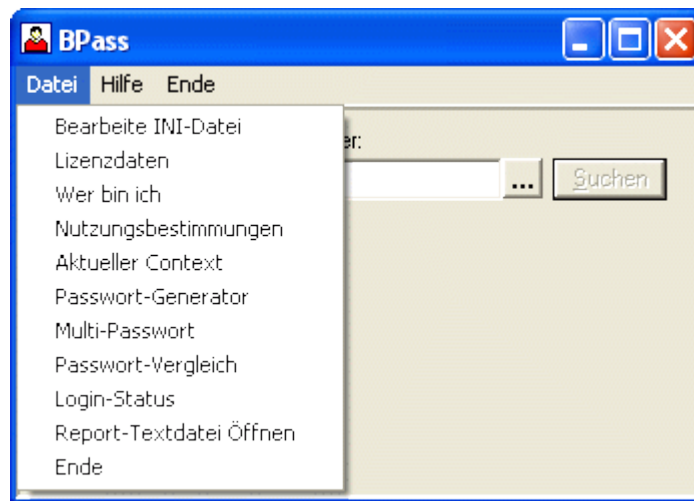 BPass
Datei Hilfe Ende
Bearbeite INI-Datei
Lizenzdaten
Wer bin ich
Nutzungsbestimmungen
Aktueller Context
Passwort-Generator
Multi-Passwort
Passwort-Vergleich
Login-Status
Report-Textdatei Öffnen
Ende
er:
... Suchen